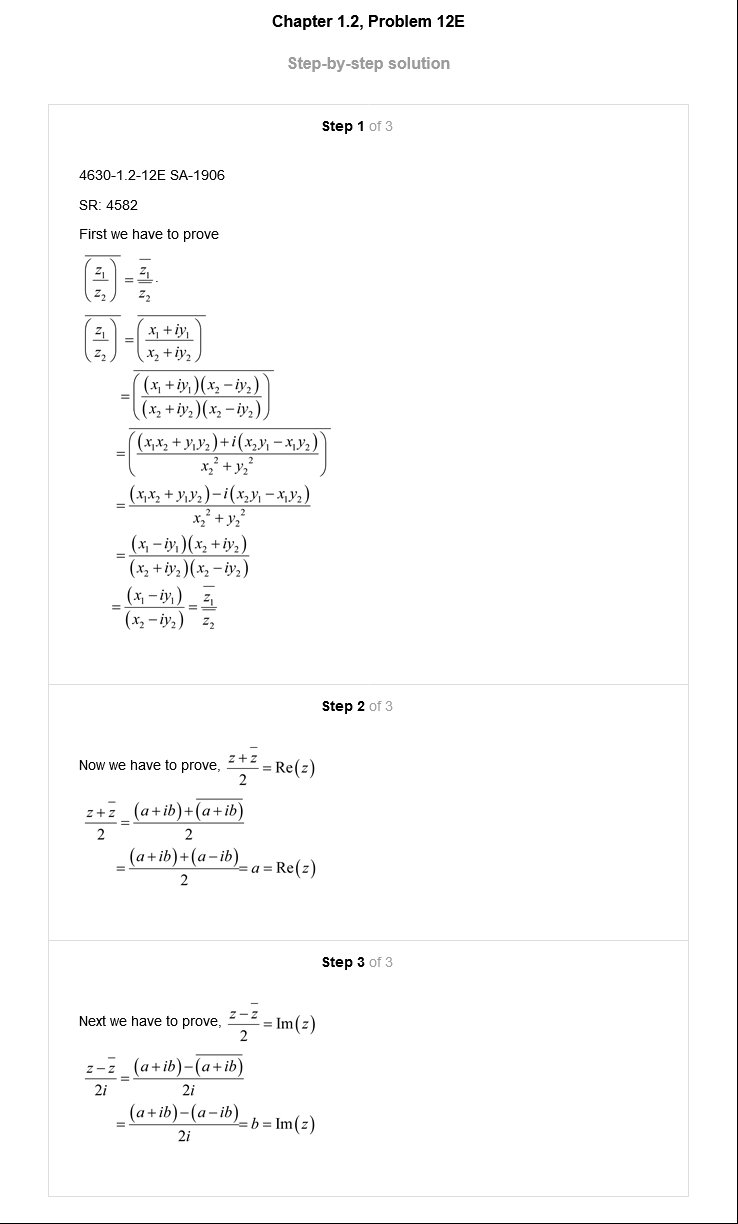 Chapter 1.2, Problem 12E
Step-by-step solution
Step 1 of 3
4630-1.2-12E SA-1906
SR: 4582
First we have to prove
\overline{\left(\frac{z_1}{z_2}\right)} = \frac{\overline{z_1}}{\overline{\overline{z_2}}}.
\overline{\left(\frac{z_1}{z_2}\right)} = \overline{\left(\frac{x_1+iy_1}{x_2+iy_2}\right)}
= \overline{\left(\frac{(x_1+iy_1)(x_2-iy_2)}{(x_2+iy_2)(x_2-iy_2)}\right)}
= \overline{\left(\frac{(x_1x_2+y_1y_2)+i(x_2y_1-x_1y_2)}{x_2^2+y_2^2}\right)}
= \frac{(x_1x_2+y_1y_2)-i(x_2y_1-x_1y_2)}{x_2^2+y_2^2}
= \frac{(x_1-iy_1)(x_2+iy_2)}{(x_2+iy_2)(x_2-iy_2)}
= \frac{(x_1-iy_1)}{(x_2-iy_2)} = \frac{\overline{z_1}}{\overline{z_2}}
Step 2 of 3
Now we have to prove, \frac{z+\overline{z}}{2} = Re(z)
\frac{z+\overline{z}}{2} = \frac{(a+ib)+\overline{(a+ib)}}{2}
= \frac{(a+ib)+(a-ib)}{2} = a = Re(z)
Step 3 of 3
Next we have to prove, \frac{z-\overline{z}}{2} = Im(z)
\frac{z-\overline{z}}{2i} = \frac{(a+ib)-\overline{(a+ib)}}{2i}
= \frac{(a+ib)-(a-ib)}{2i} = b = Im(z)